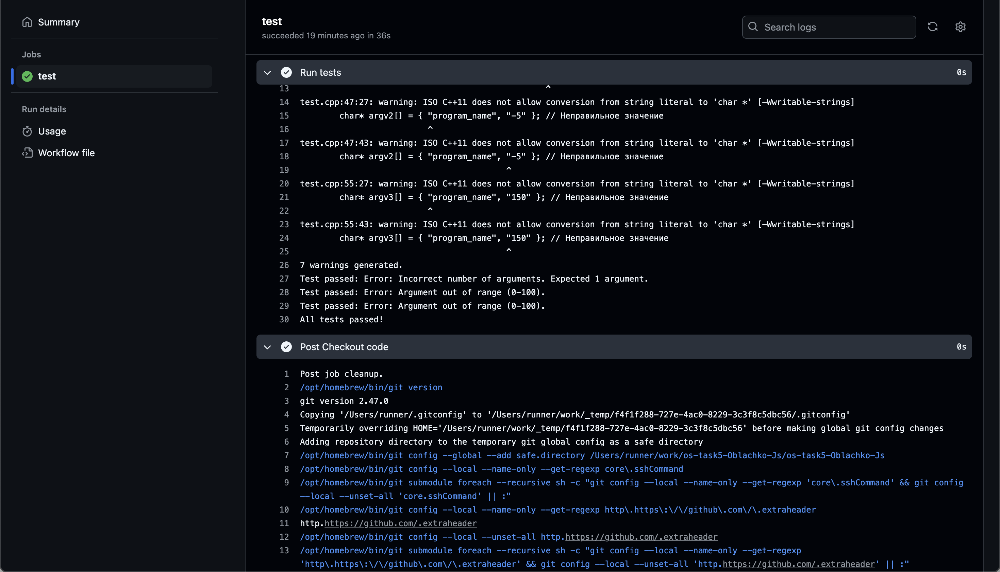 Summary
Jobs
test
Run details
Usage
Workflow file
test
succeeded 19 minutes ago in 36s
Search logs
Run tests 0s
13 ^
14 test.cpp:47:27: warning: ISO C++11 does not allow conversion from string literal to 'char *' [-Wwritable-strings]
15 char* argv2[] = { "program_name", "-5" }; // Неправильное значение
16 ^
17 test.cpp:47:43: warning: ISO C++11 does not allow conversion from string literal to 'char *' [-Wwritable-strings]
18 char* argv2[] = { "program_name", "-5" }; // Неправильное значение
19 ^
20 test.cpp:55:27: warning: ISO C++11 does not allow conversion from string literal to 'char *' [-Wwritable-strings]
21 char* argv3[] = { "program_name", "150" }; // Неправильное значение
22 ^
23 test.cpp:55:43: warning: ISO C++11 does not allow conversion from string literal to 'char *' [-Wwritable-strings]
24 char* argv3[] = { "program_name", "150" }; // Неправильное значение
25 ^
26 7 warnings generated.
27 Test passed: Error: Incorrect number of arguments. Expected 1 argument.
28 Test passed: Error: Argument out of range (0-100).
29 Test passed: Error: Argument out of range (0-100).
30 All tests passed!
Post Checkout code 0s
1 Post job cleanup.
2 /opt/homebrew/bin/git version
3 git version 2.47.0
4 Copying '/Users/runner/.gitconfig' to '/Users/runner/work/_temp/f4f1f288-727e-4ac0-8229-3c3f8c5dbc56/.gitconfig'
5 Temporarily overriding HOME='/Users/runner/work/_temp/f4f1f288-727e-4ac0-8229-3c3f8c5dbc56' before making global git config changes
6 Adding repository directory to the temporary git global config as a safe directory
7 /opt/homebrew/bin/git config --global --add safe.directory /Users/runner/work/os-task5-Oblachko-Js/os-task5-Oblachko-Js
8 /opt/homebrew/bin/git config --local --name-only --get-regexp core\.sshCommand
9 /opt/homebrew/bin/git submodule foreach --recursive sh -c "git config --local --name-only --get-regexp 'core\.sshCommand' && git config
--local --unset-all 'core.sshCommand' || :"
10 /opt/homebrew/bin/git config --local --name-only --get-regexp http\.https\:\/\/github\.com\/\.extraheader
11 http.https://github.com/.extraheader
12 /opt/homebrew/bin/git config --local --unset-all http.https://github.com/.extraheader
13 /opt/homebrew/bin/git submodule foreach --recursive sh -c "git config --local --name-only --get-regexp
'http\.https\:\/\/github\.com\/\.extraheader' && git config --local --unset-all 'http.https://github.com/.extraheader' || :"